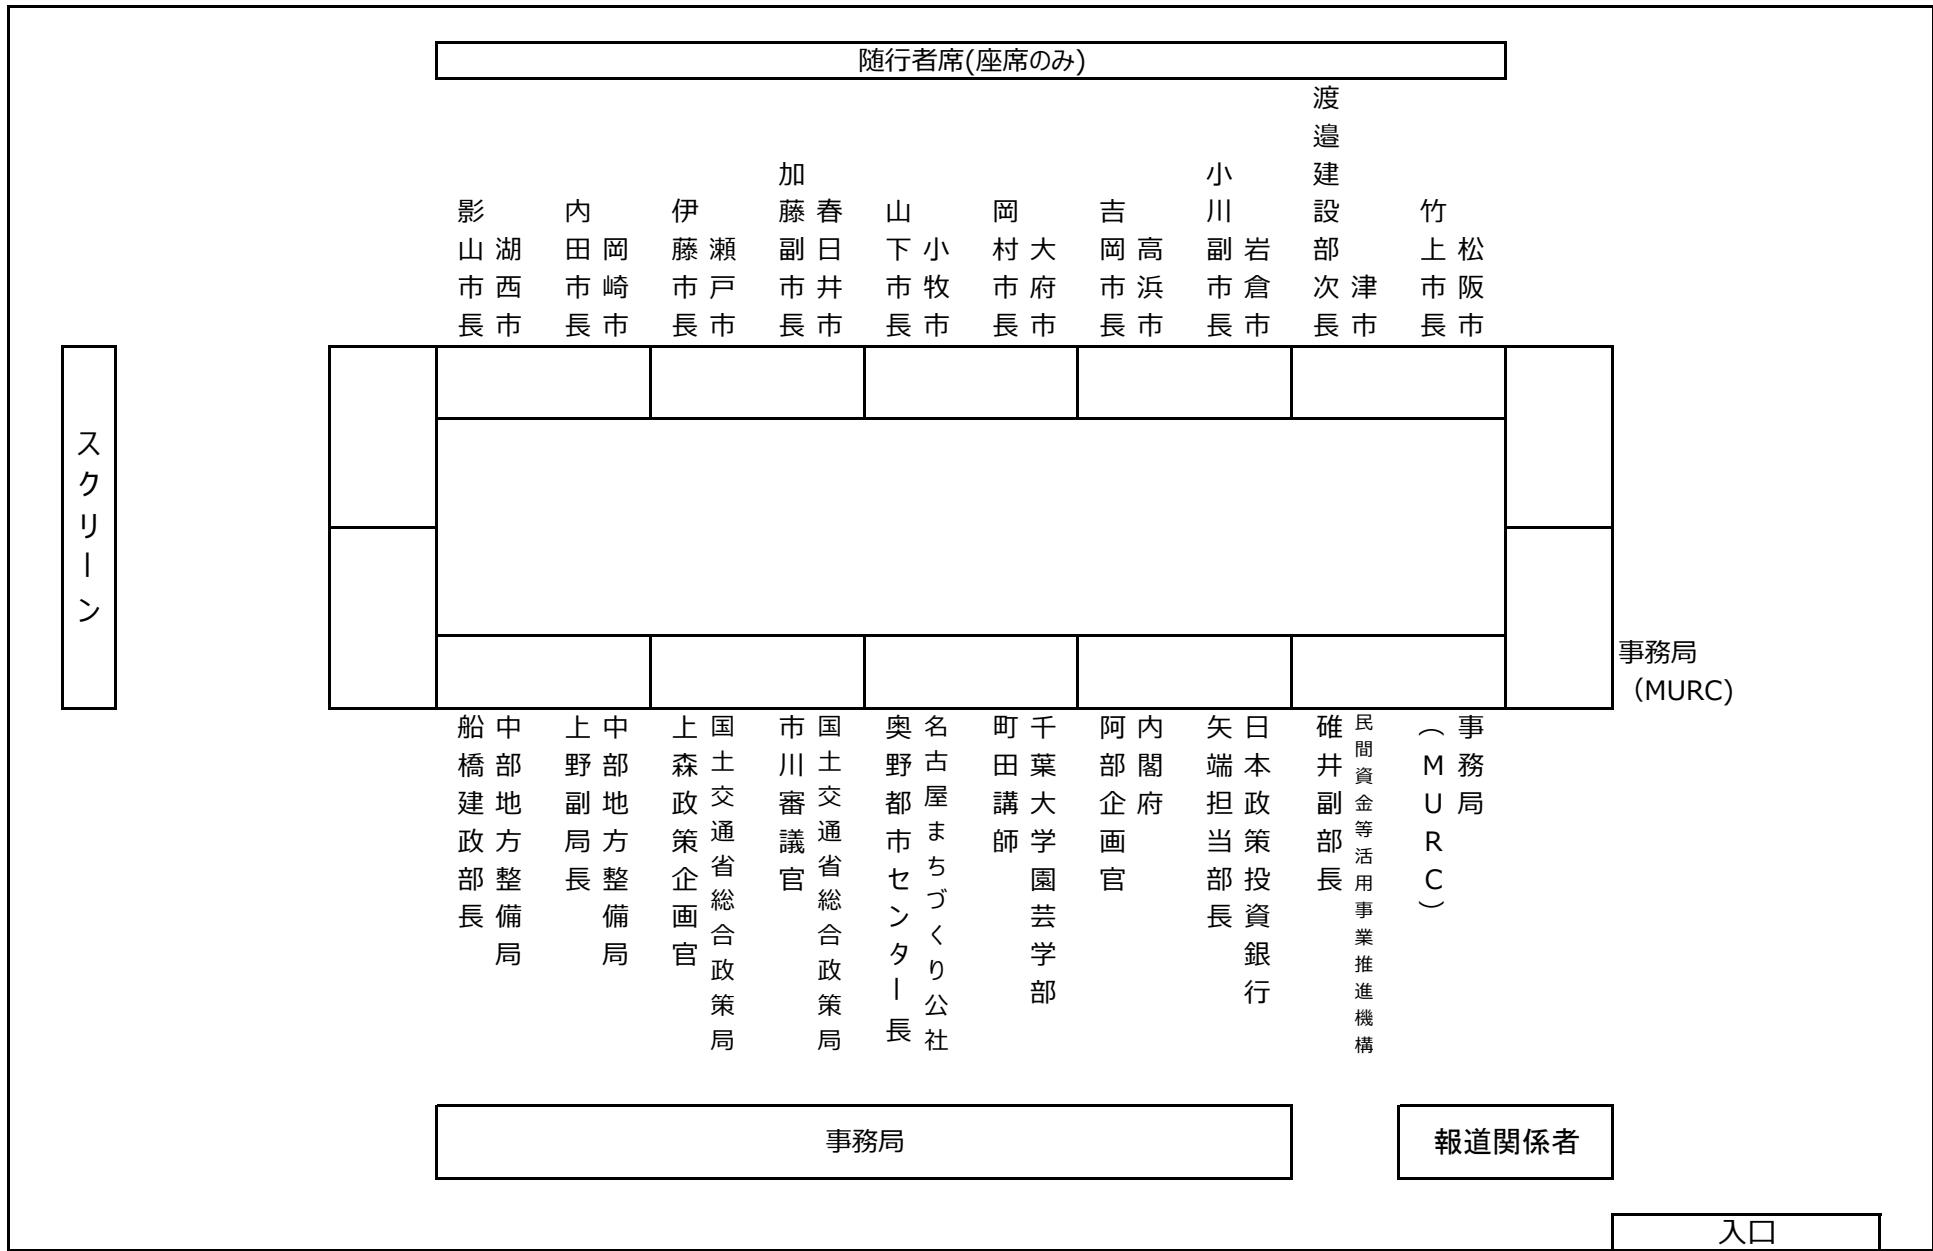 随行者席(座席のみ)
湖西市
影山市長
岡崎市
内田市長
瀬戸市
伊藤市長
春日井市
加藤副市長
小牧市
山下市長
大府市
岡村市長
高浜市
吉岡市長
岩倉市
小川副市長
津市
渡邉建設部次長
松阪市
竹上市長
スクリーン
事務局
（MURC)
中部地方整備局
船橋建政部長
中部地方整備局
上野副局長
国土交通省総合政策局
上森政策企画官
国土交通省総合政策局
市川審議官
名古屋まちづくり公社
奥野都市センター長
千葉大学園芸学部
町田講師
内閣府
阿部企画官
日本政策投資銀行
矢端担当部長
民間資金等活用事業推進機構
碓井副部長
事務局
（MURC）
事務局
報道関係者
入口